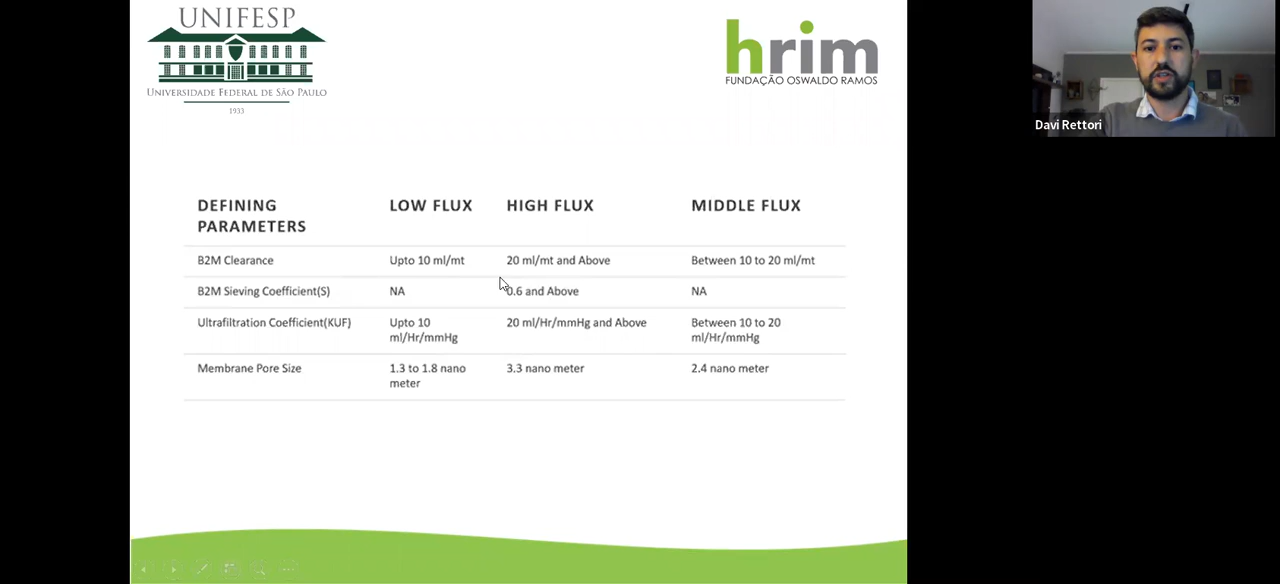 UNIFESP
UNIVERSIDADE FEDERAL DE SÃO PAULO
1933
hrim
FUNDAÇÃO OSWALDO RAMOS
Davi Rettori
DEFINING PARAMETERS LOW FLUX HIGH FLUX MIDDLE FLUX
B2M Clearance Upto 10 ml/mt 20 ml/mt and Above Between 10 to 20 ml/mt
B2M Sieving Coefficient(S) NA 0.6 and Above NA
Ultrafiltration Coefficient(KUF) Upto 10 ml/Hr/mmHg 20 ml/Hr/mmHg and Above Between 10 to 20 ml/Hr/mmHg
Membrane Pore Size 1.3 to 1.8 nano meter 3.3 nano meter 2.4 nano meter